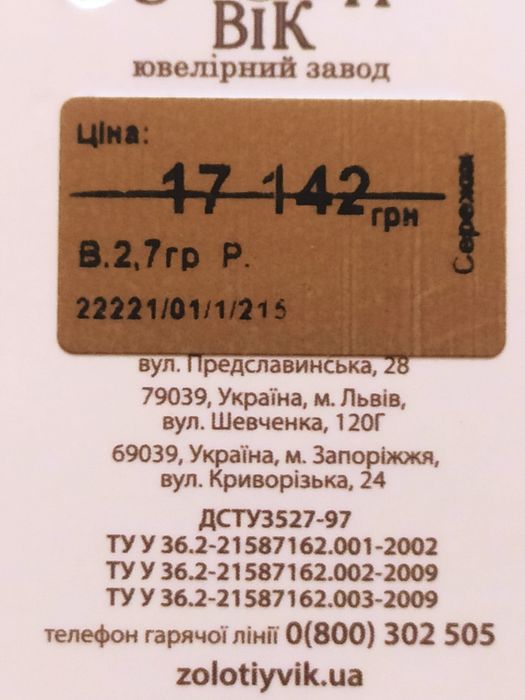 ВіК
ювелірний завод
Ціна:
17 142 грн
В.2,7гр Р.
Сережки
22221/01/1/215
вул. Предславинська, 28
79039, Україна, м. Львів,
вул. Шевченка, 120Г
69039, Україна, м. Запоріжжя,
вул. Криворізька, 24
ДСТУ3527-97
ТУ У 36.2-21587162.001-2002
ТУ У 36.2-21587162.002-2009
ТУ У 36.2-21587162.003-2009
телефон гарячої лінії 0(800) 302 505
zolotiyvik.ua